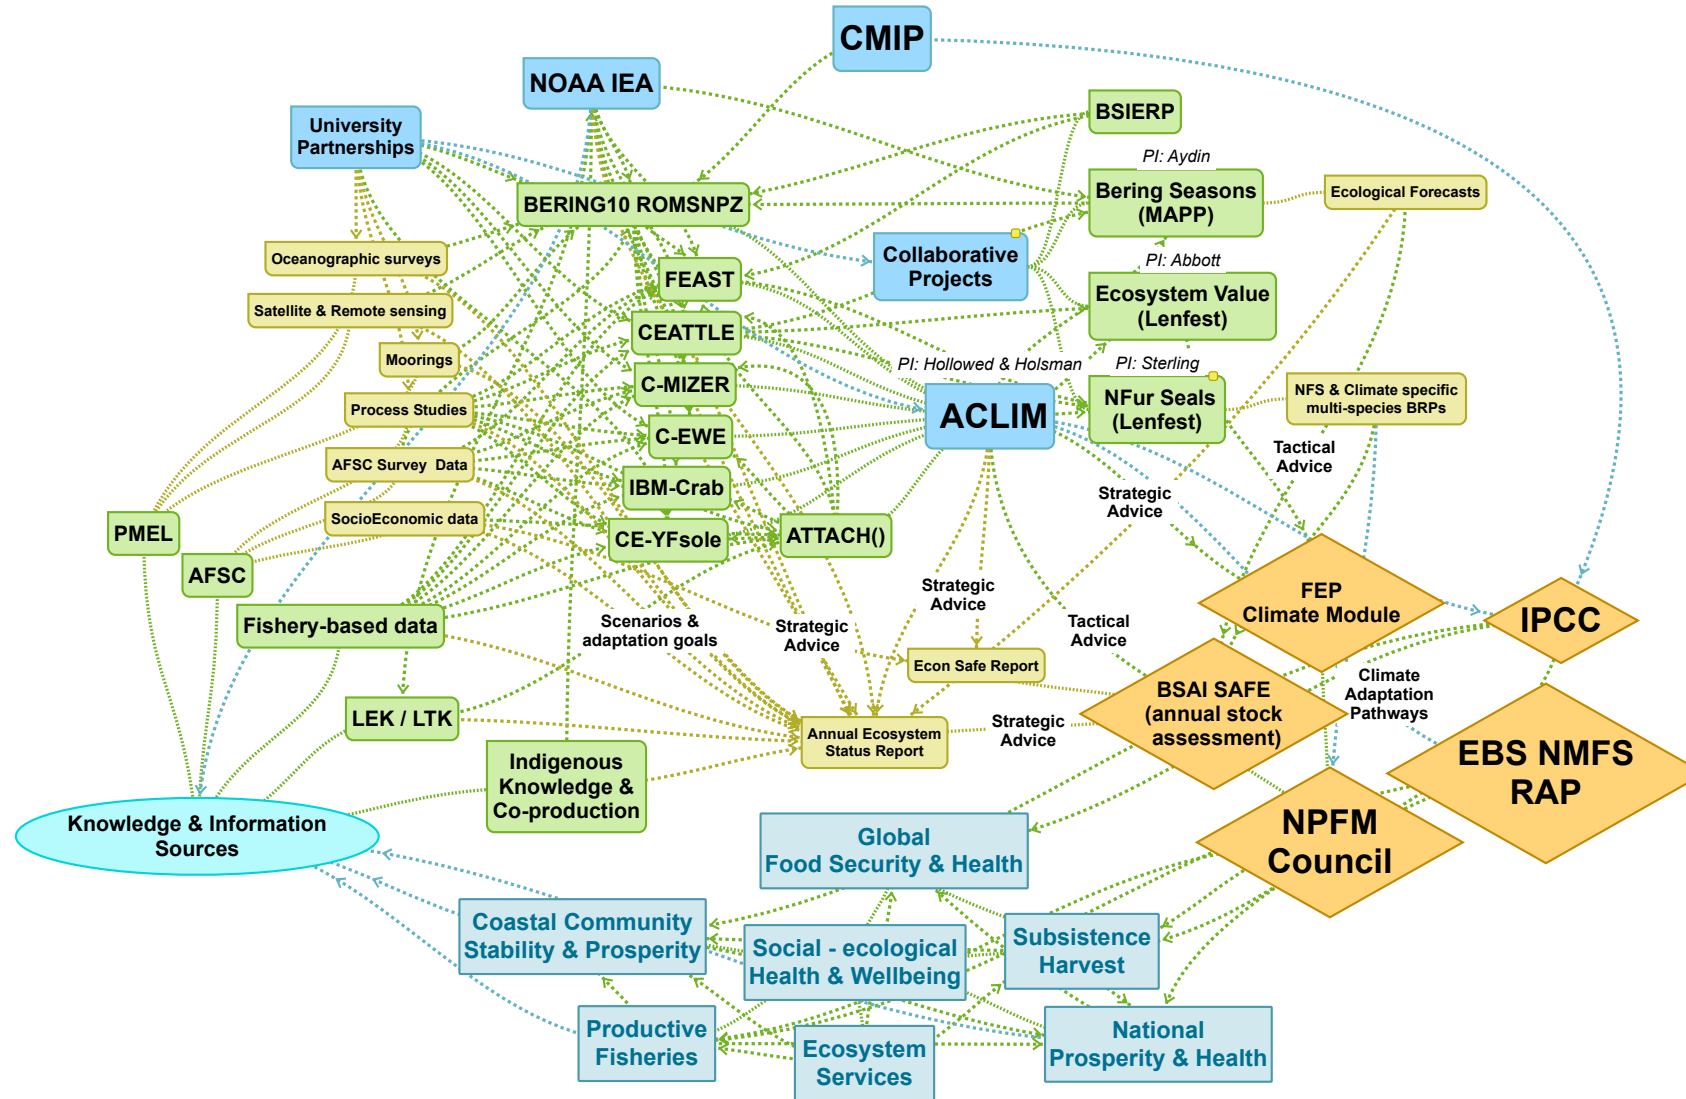 CMIP
NOAA IEA
University
Partnerships
BSIERP
PI: Aydin
Bering Seasons
(MAPP)
Ecological Forecasts
BERING10 ROMSNPZ
Oceanographic surveys
Collaborative
Projects
PI: Abbott
Ecosystem Value
(Lenfest)
FEAST
Satellite & Remote sensing
CEATTLE
Moorings
PI: Hollowed & Holsman
PI: Sterling
C-MIZER
ACLIM
NFur Seals
(Lenfest)
NFS & Climate specific
multi-species BRPs
Process Studies
C-EWE
Tactical
Advice
AFSC Survey  Data
IBM-Crab
Strategic
Advice
SocioEconomic data
PMEL
CE-YFsole
ATTACH()
AFSC
Strategic
Advice
FEP
Climate Module
IPCC
Fishery-based data
Scenarios &
adaptation goals
Strategic
Advice
Tactical
Advice
Econ Safe Report
BSAI SAFE
(annual stock
assessment)
Climate
Adaptation
Pathways
LEK / LTK
Annual Ecosystem
Status Report
Strategic
Advice
Indigenous
Knowledge &
Co-production
EBS NMFS
RAP
Knowledge & Information
Sources
Global
Food Security & Health
NPFM
Council
Coastal Community
Stability & Prosperity
Social - ecological
Health & Wellbeing
Subsistence
Harvest
Productive
Fisheries
Ecosystem
Services
National
Prosperity & Health